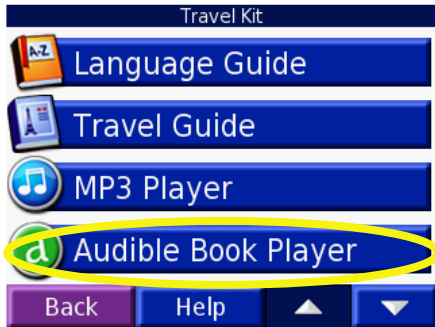 Travel Kit
A-Z
Language Guide
Travel Guide
MP3 Player
a
Audible Book Player
Back Help